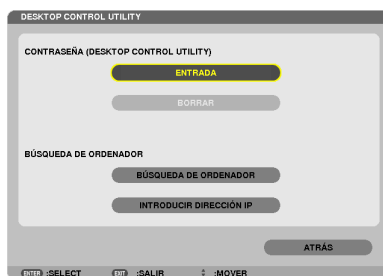 DESKTOP CONTROL UTILITY
CONTRASEÑA (DESKTOP CONTROL UTILITY)
ENTRADA
BORRAR
BÚSQUEDA DE ORDENADOR
BÚSQUEDA DE ORDENADOR
INTRODUCIR DIRECCIÓN IP
ATRÁS
ENTER :SELECT EXIT :SALIR :MOVER